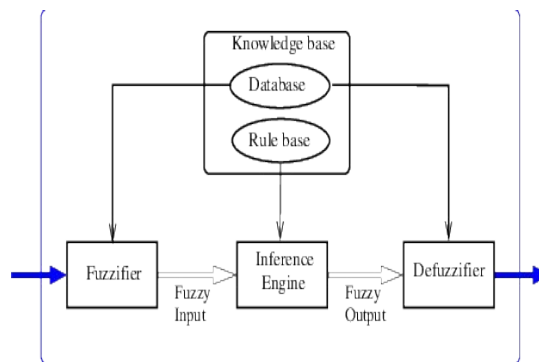 Knowledge base
Database
Rule base
Fuzzifier
Fuzzy
Input
Inference
Engine
Fuzzy
Output
Defuzzifier